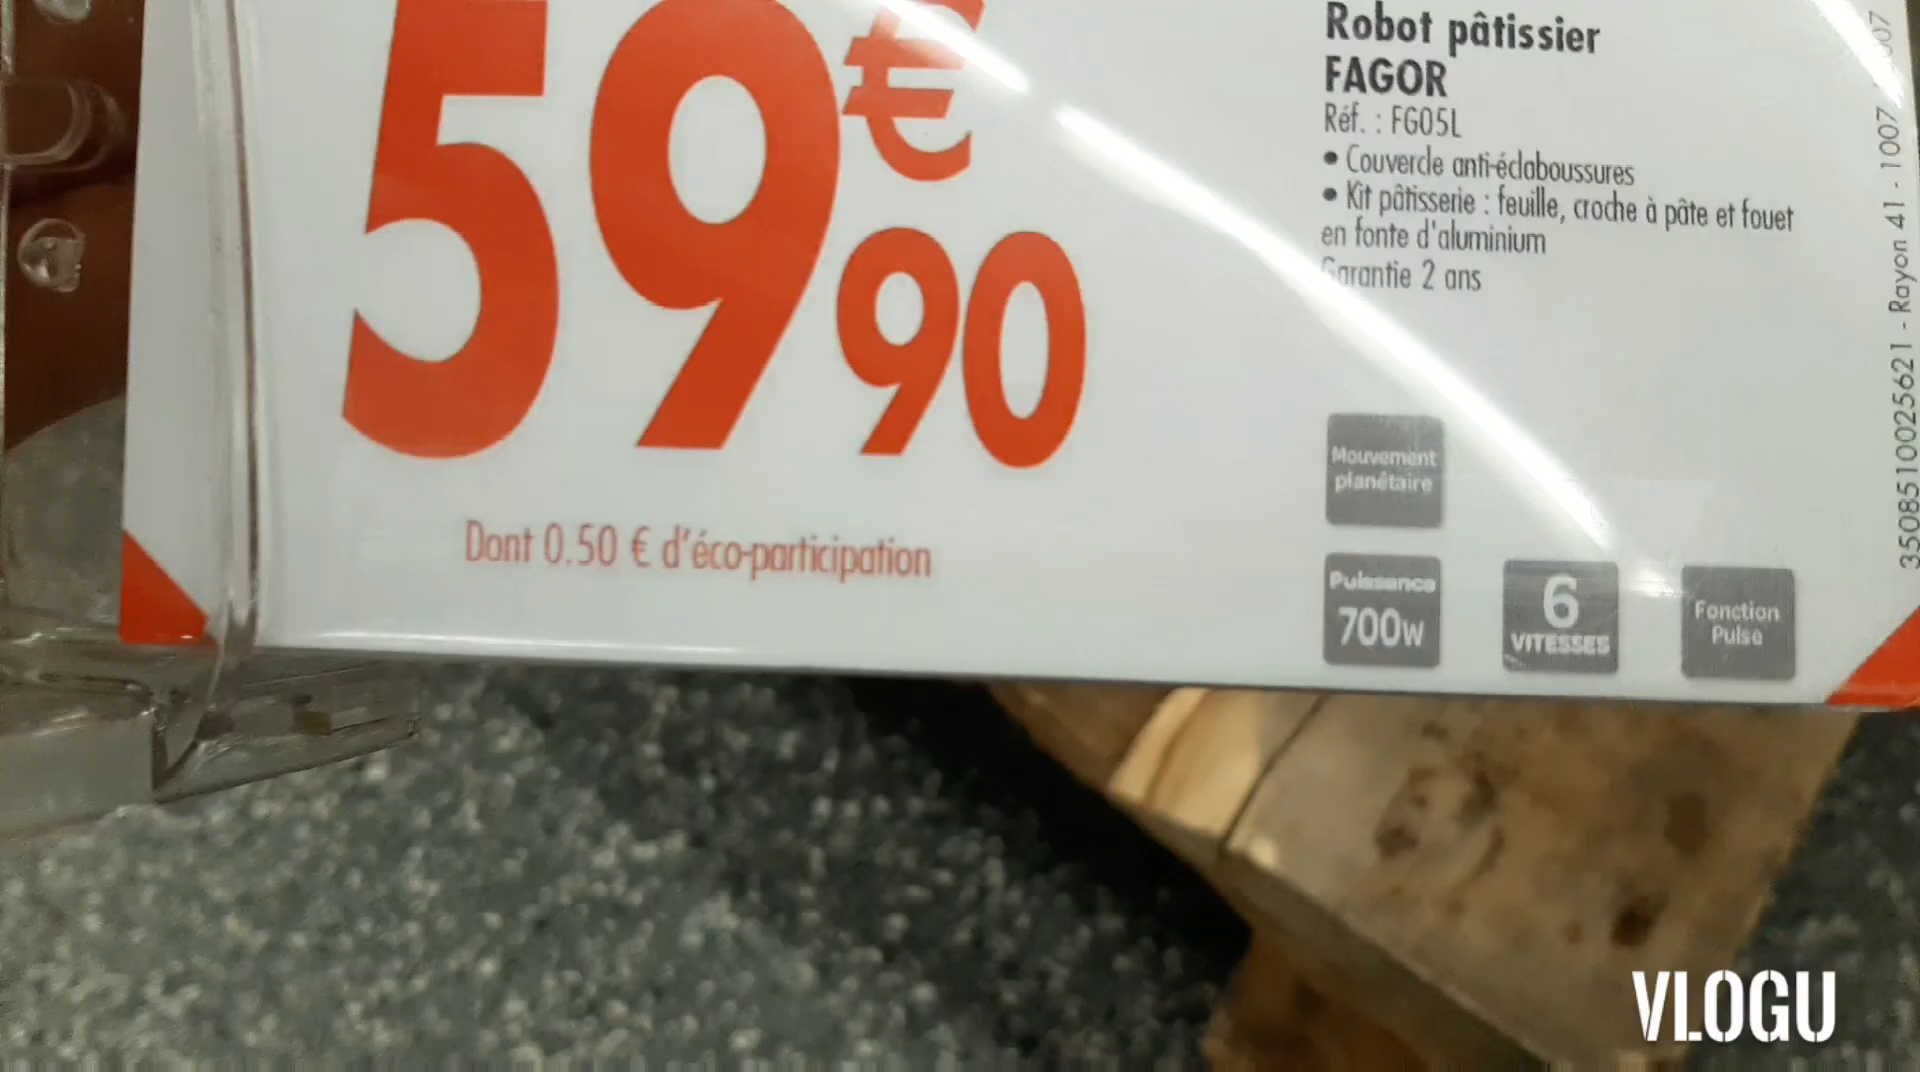 59€90
Dont 0.50 € d'éco-participation
Robot pâtissier
FAGOR
Réf. : FG05L
• Couvercle anti-éclaboussures
• Kit pâtisserie : feuille, croche à pâte et fouet
en fonte d'aluminium
Garantie 2 ans
Mouvement
planétaire
Puissance
700W
6
VITESSES
Fonction
Pulse
3508510025621 - Rayon 41 - 1007
VLOGU